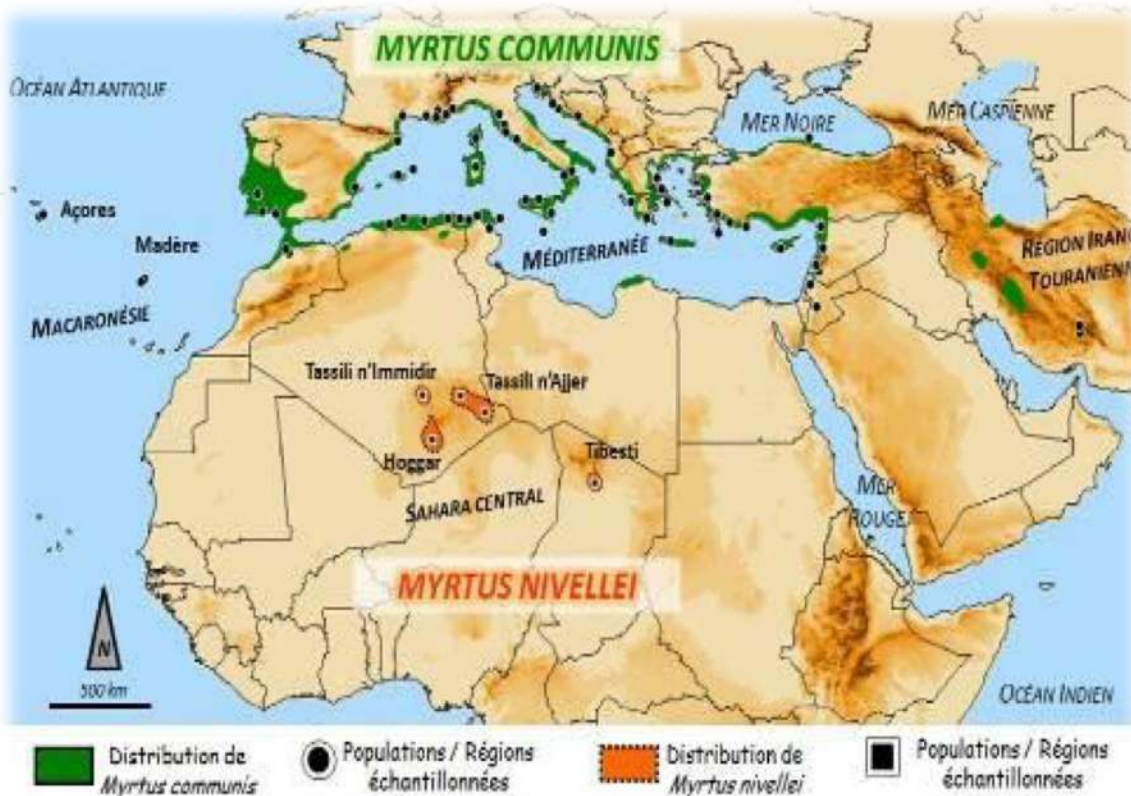 MYRTUS COMMUNIS
OCÉAN ATLANTIQUE
MER NOIRE
MER CASPIENNE
Açores
Madère
MACARONÉSIE
MÉDITERRANÉE
RÉGION IRANO
TOURANIENN
Tassili n'Immidir
Tassili n'Ajjer
Hoggar
Tibesti
SAHARA CENTRAL
MER
ROUGE
MYRTUS NIVELLEI
N
500 km
OCÉAN INDIEN
Distribution de
Myrtus communis
Populations / Régions
échantillonnées
Distribution de
Myrtus nivellei
Populations / Régions
échantillonnées